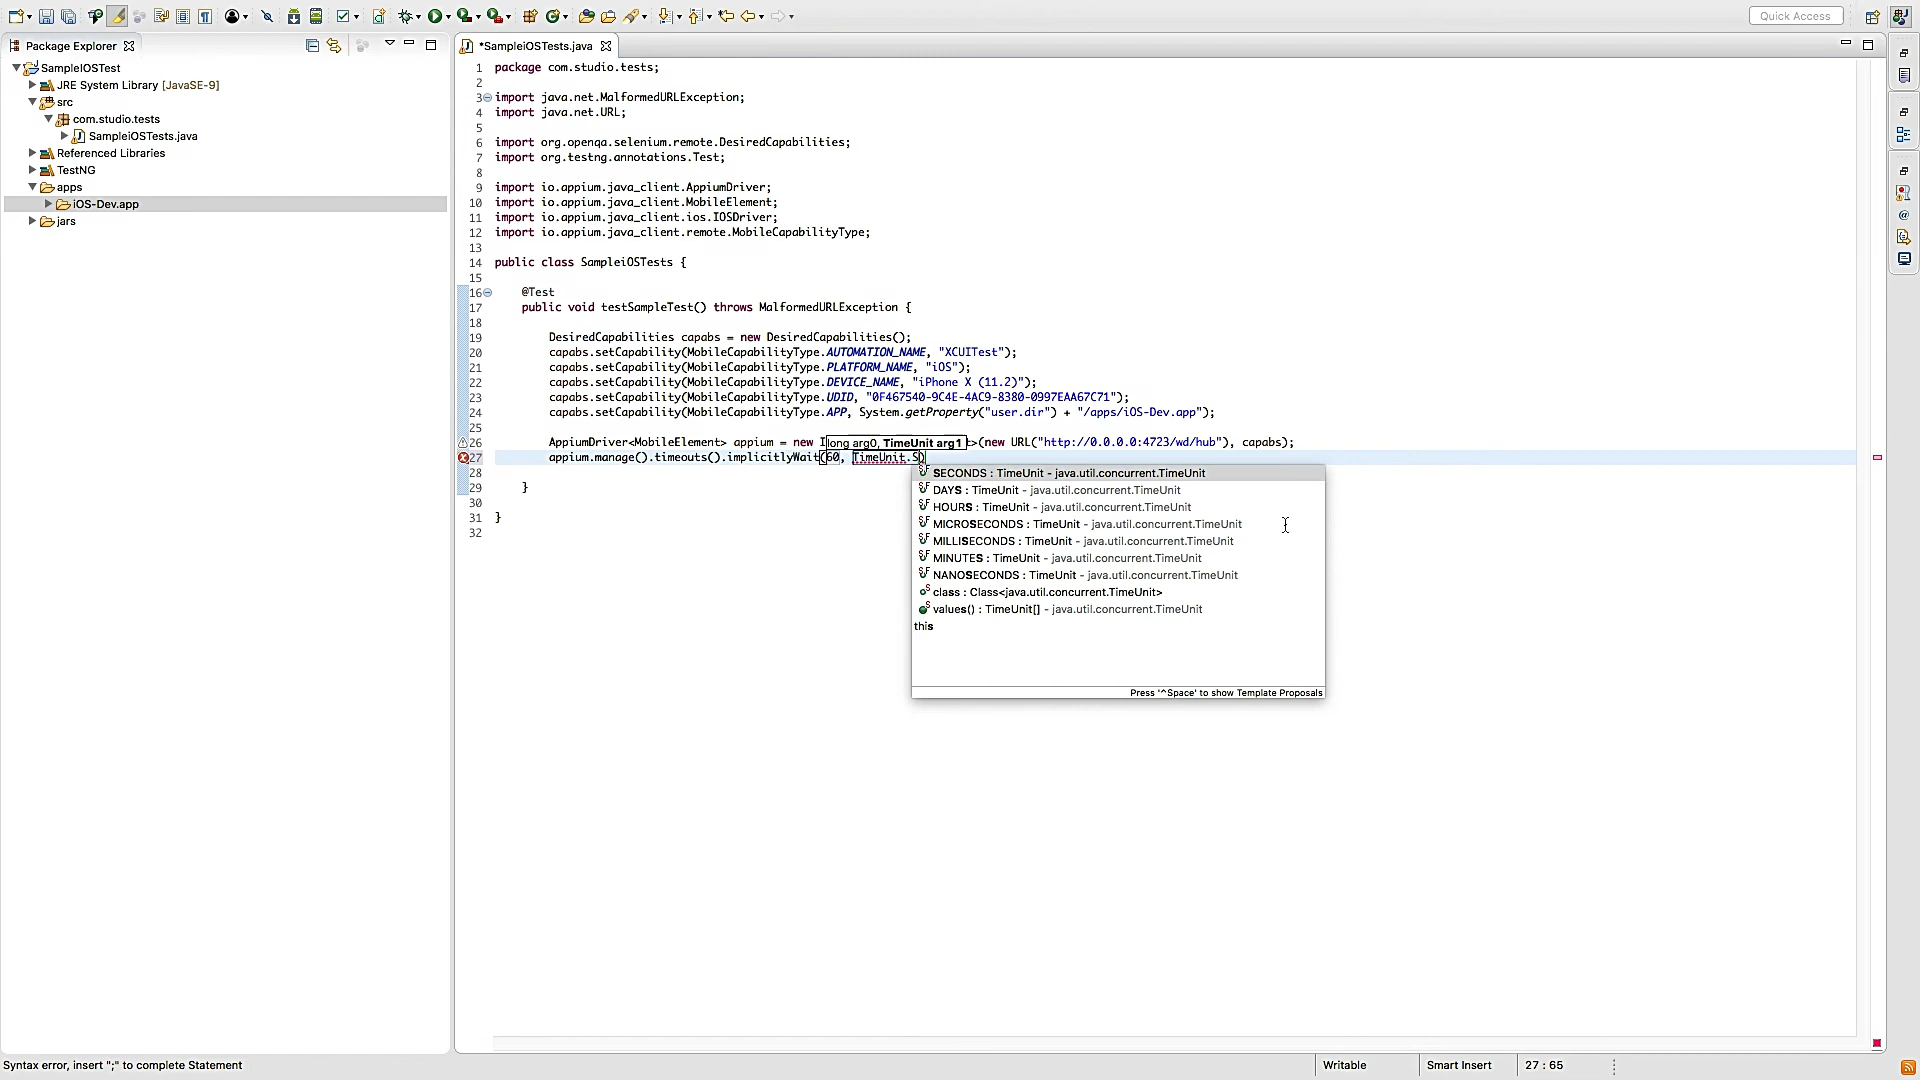 Quick Access
Package Explorer
SampleIOSTest
JRE System Library [JavaSE-9]
src
com.studio.tests
SampleiOSTests.java
Referenced Libraries
TestNG
apps
iOS-Dev.app
jars
*SampleiOSTests.java
1 package com.studio.tests;
2
3 import java.net.MalformedURLException;
4 import java.net.URL;
5
6 import org.openqa.selenium.remote.DesiredCapabilities;
7 import org.testng.annotations.Test;
8
9 import io.appium.java_client.AppiumDriver;
10 import io.appium.java_client.MobileElement;
11 import io.appium.java_client.ios.IOSDriver;
12 import io.appium.java_client.remote.MobileCapabilityType;
13
14 public class SampleiOSTests {
15
16 @Test
17 public void testSampleTest() throws MalformedURLException {
18
19 DesiredCapabilities capabs = new DesiredCapabilities();
20 capabs.setCapability(MobileCapabilityType.AUTOMATION_NAME, "XCUITest");
21 capabs.setCapability(MobileCapabilityType.PLATFORM_NAME, "iOS");
22 capabs.setCapability(MobileCapabilityType.DEVICE_NAME, "iPhone X (11.2)");
23 capabs.setCapability(MobileCapabilityType.UDID, "0F467540-9C4E-4AC9-8380-0997EAA67C71");
24 capabs.setCapability(MobileCapabilityType.APP, System.getProperty("user.dir") + "/apps/iOS-Dev.app");
25
26 AppiumDriver<MobileElement> appium = new I long arg0, TimeUnit arg1 t>(new URL("http://0.0.0.0:4723/wd/hub"), capabs);
27 appium.manage().timeouts().implicitlyWait(60, TimeUnit.S)
28
29 }
30
31 }
32
SECONDS : TimeUnit - java.util.concurrent.TimeUnit
DAYS : TimeUnit - java.util.concurrent.TimeUnit
HOURS : TimeUnit - java.util.concurrent.TimeUnit
MICROSECONDS : TimeUnit - java.util.concurrent.TimeUnit
MILLISECONDS : TimeUnit - java.util.concurrent.TimeUnit
MINUTES : TimeUnit - java.util.concurrent.TimeUnit
NANOSECONDS : TimeUnit - java.util.concurrent.TimeUnit
class : Class<java.util.concurrent.TimeUnit>
values() : TimeUnit[] - java.util.concurrent.TimeUnit
this
Press '^Space' to show Template Proposals
Syntax error, insert ";" to complete Statement
Writable
Smart Insert
27 : 65